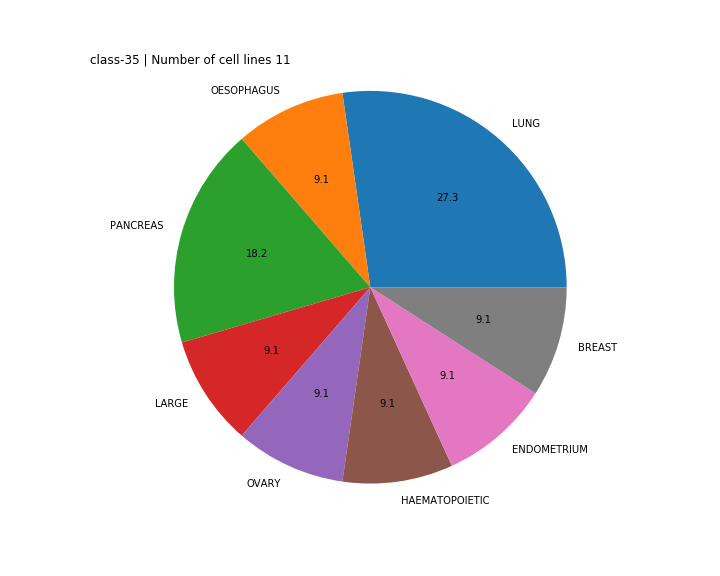 class-35 | Number of cell lines 11
OESOPHAGUS
LUNG
9.1
27.3
PANCREAS
18.2
9.1
BREAST
9.1
LARGE
9.1
9.1
9.1
ENDOMETRIUM
OVARY
HAEMATOPOIETIC